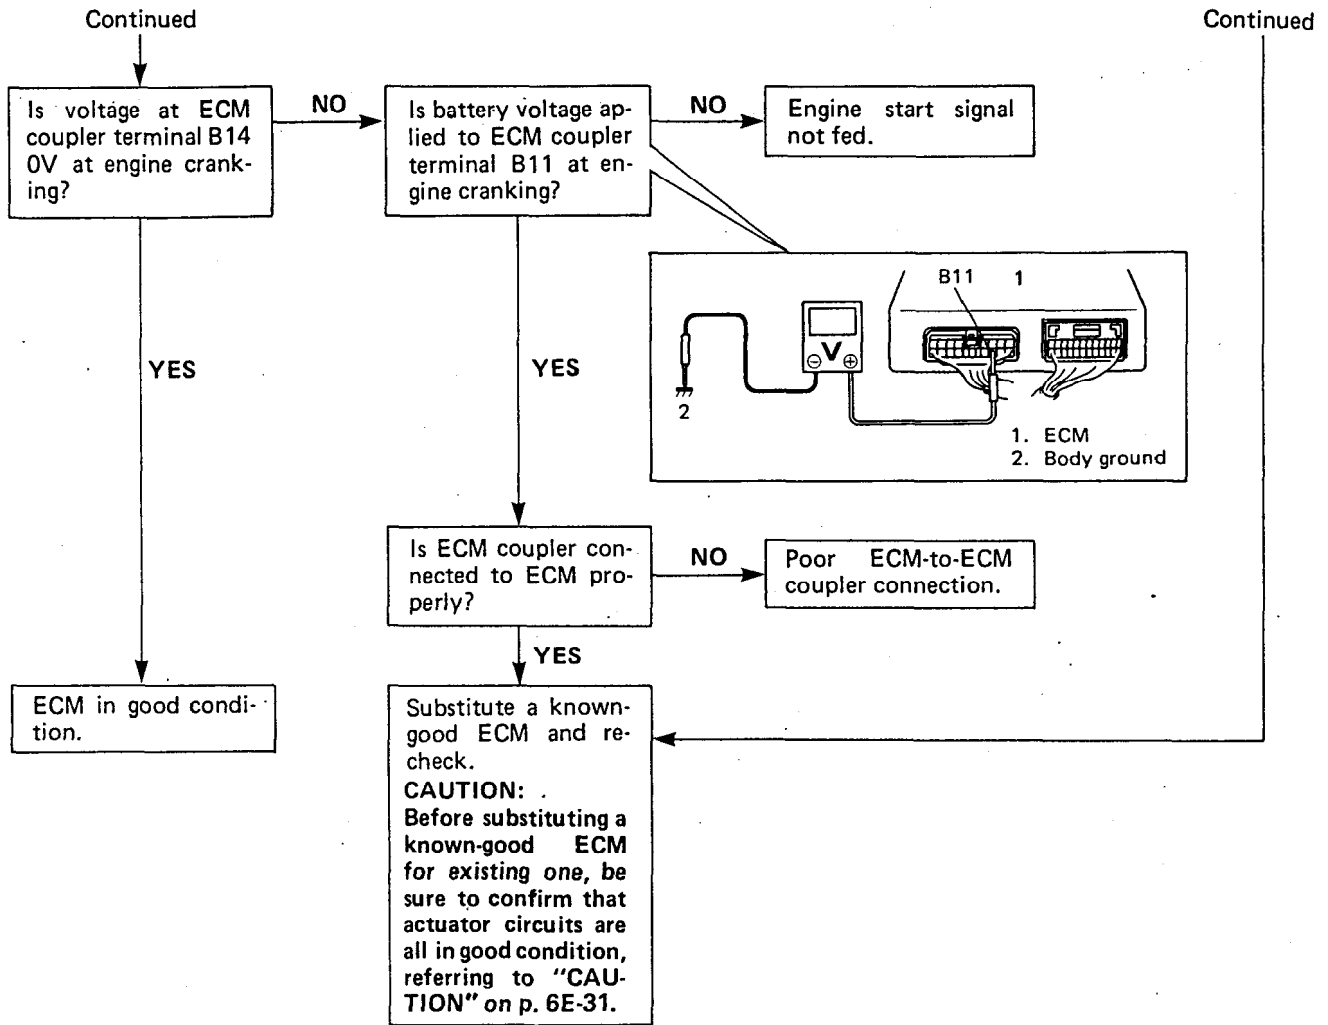 Continued
Continued
Is voltage at ECM
coupler terminal B14
0V at engine crank-
ing?
NO
Is battery voltage ap-
plied to ECM coupler
terminal B11 at en-
gine cranking?
NO
Engine start signal
not fed.
B11
1
V
2
1. ECM
2. Body ground
YES
YES
Is ECM coupler con-
nected to ECM pro-
perly?
NO
Poor ECM-to-ECM
coupler connection.
YES
ECM in good condi-
tion.
Substitute a known-
good ECM and re-
check.
CAUTION:
Before substituting a
known-good ECM
for existing one, be
sure to confirm that
actuator circuits are
all in good condition,
referring to "CAU-
TION" on p. 6E-31.